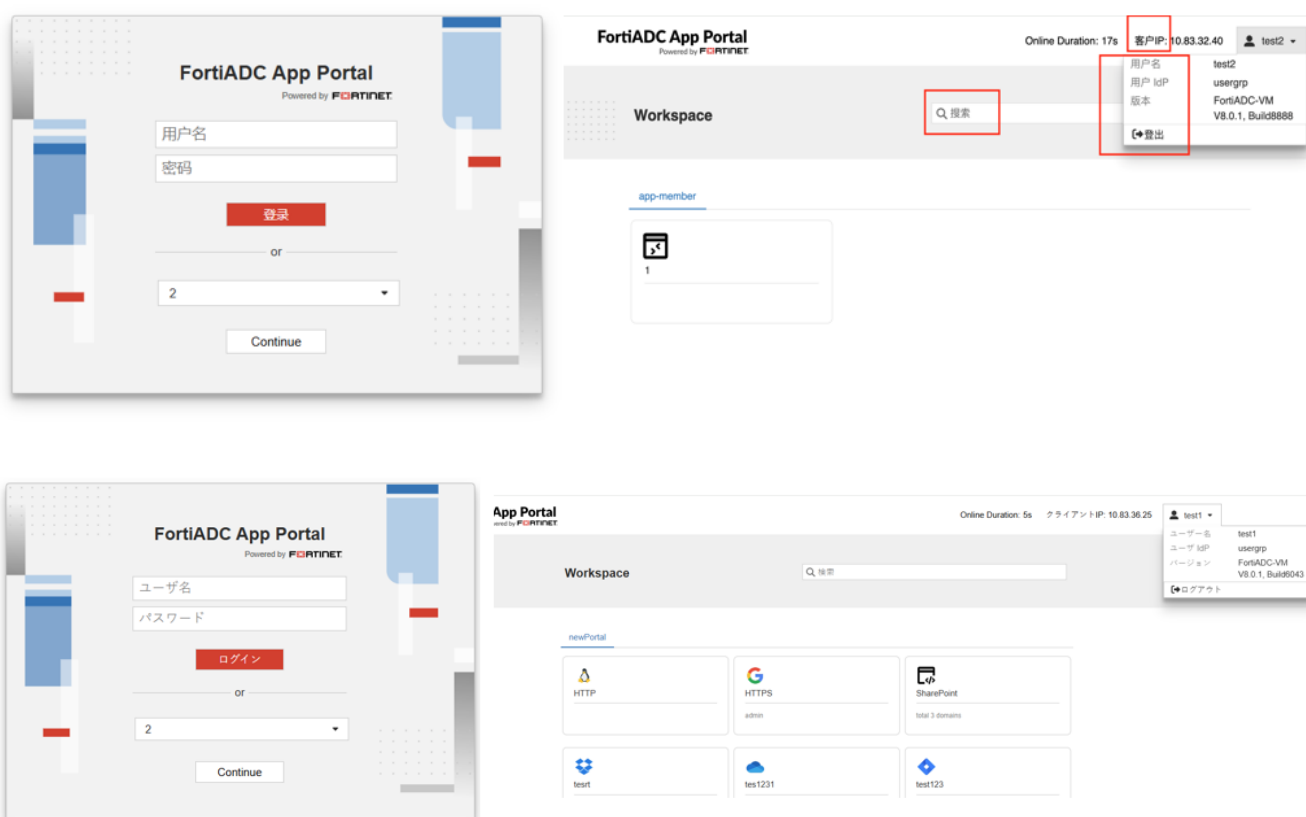 FortiADC App Portal
Powered by FORTINET
用户名
密码
登录
or
2
Continue
FortiADC App Portal
Powered by FORTINET
Online Duration: 17s
客户IP: 10.83.32.40
test2
用户名 test2
用户 IdP usergrp
版本 FortiADC-VM
V8.0.1, Build8888
登出
Workspace
搜索
app-member
1
FortiADC App Portal
Powered by FORTINET
ユーザ名
パスワード
ログイン
or
2
Continue
App Portal
wered by FORTINET
Online Duration: 5s
クライアントIP: 10.83.36.25
test1
ユーザー名 test1
ユーザ IdP usergrp
バージョン FortiADC-VM
V8.0.1, Build6043
ログアウト
Workspace
検索
newPortal
HTTP
HTTPS
admin
SharePoint
total 3 domains
tesrt
tes1231
test123